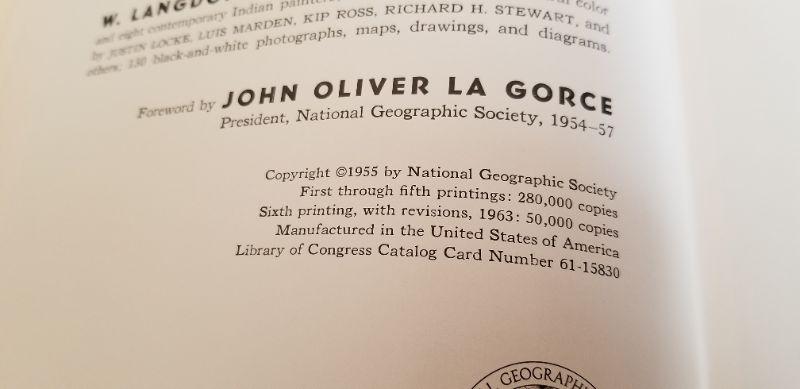 W. LANGDO
and eight contemporary Indian painters color
by JUSTIN LOCKE, LUIS MARDEN, KIP ROSS, RICHARD H. STEWART, and
others; 130 black-and-white photographs, maps, drawings, and diagrams.
Foreword by JOHN OLIVER LA GORCE
President, National Geographic Society, 1954–57
Copyright ©1955 by National Geographic Society
First through fifth printings: 280,000 copies
Sixth printing, with revisions, 1963: 50,000 copies
Manufactured in the United States of America
Library of Congress Catalog Card Number 61-15830
L GEOGRAPH